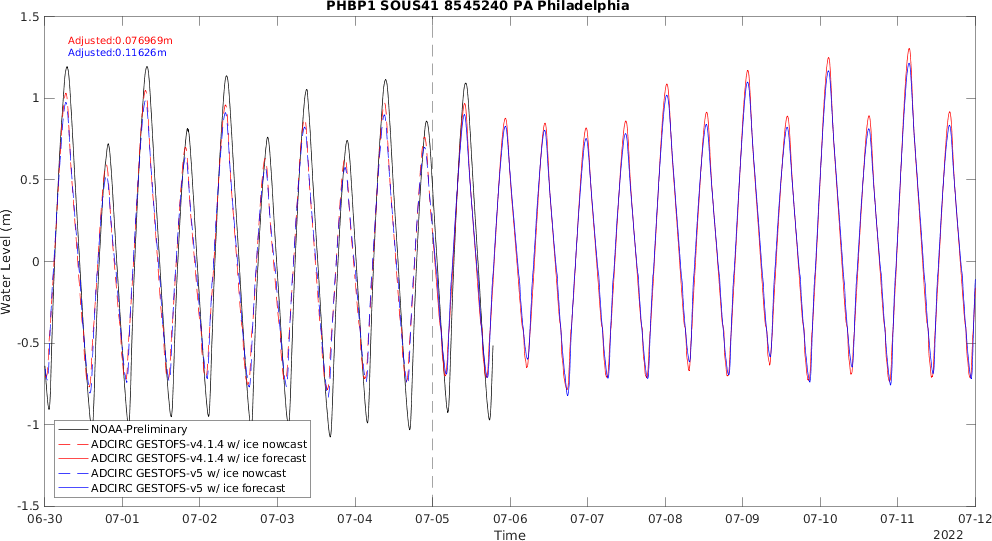 PHBP1 SOUS41 8545240 PA Philadelphia
Adjusted:0.076969m
Adjusted:0.11626m
Water Level (m)
1.5
1
0.5
0
-0.5
-1
-1.5
NOAA-Preliminary
ADCIRC GESTOFS-v4.1.4 w/ ice nowcast
ADCIRC GESTOFS-v4.1.4 w/ ice forecast
ADCIRC GESTOFS-v5 w/ ice nowcast
ADCIRC GESTOFS-v5 w/ ice forecast
06-30 07-01 07-02 07-03 07-04 07-05 07-06 07-07 07-08 07-09 07-10 07-11 07-12
Time
2022